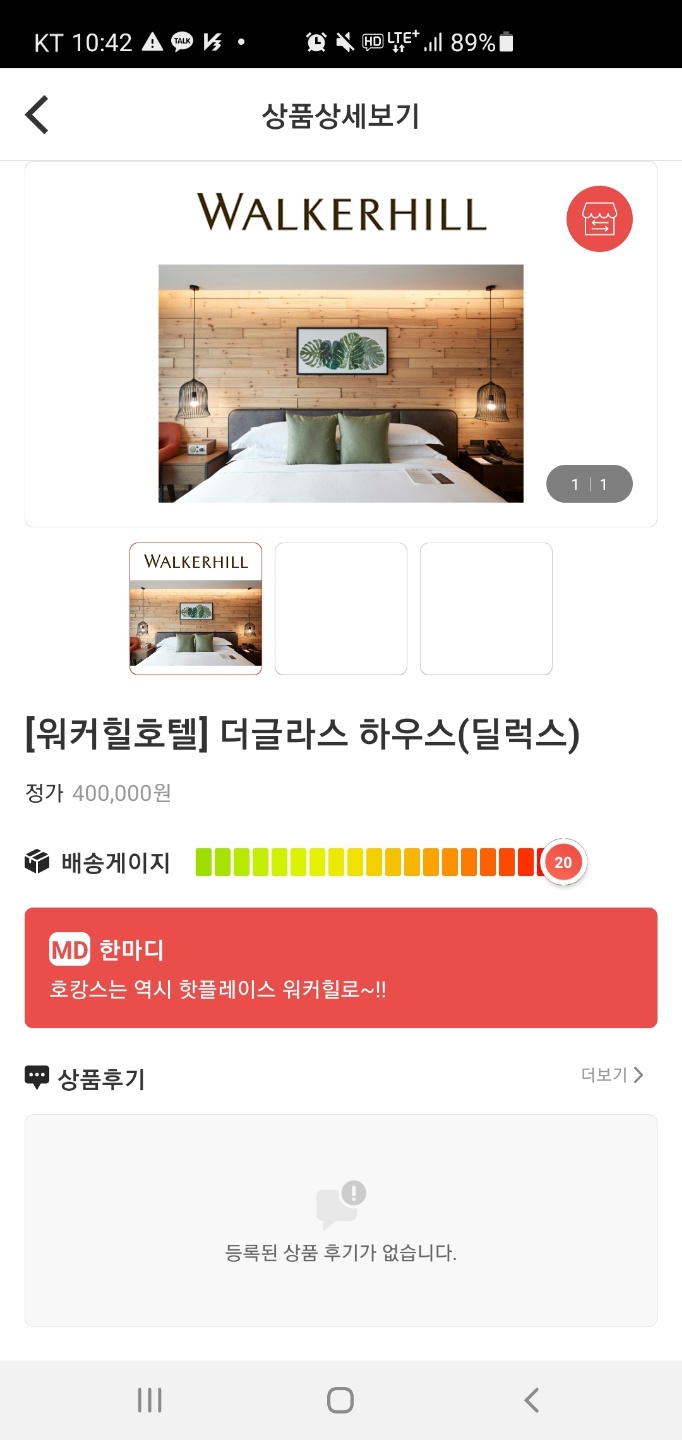 KT 10:42 TALK HD LTE+ 89%
상품상세보기
WALKERHILL
1 | 1
WALKERHILL
[워커힐호텔] 더글라스 하우스(딜럭스)
정가 400,000원
배송게이지 20
MD 한마디
호캉스는 역시 핫플레이스 워커힐로~!!
상품후기 더보기
등록된 상품 후기가 없습니다.